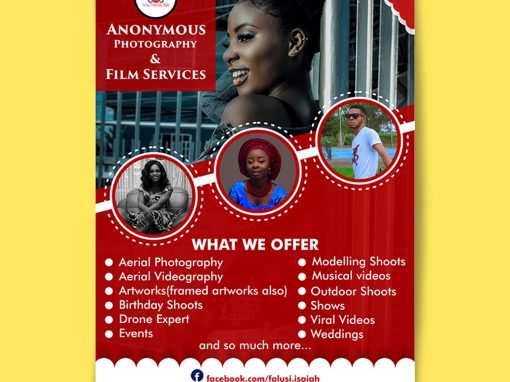 ANONYMOUS
ANONYMOUS
PHOTOGRAPHY
&
FILM SERVICES
WHAT WE OFFER
Aerial Photography
Aerial Videography
Artworks(framed artworks also)
Birthday Shoots
Drone Expert
Events
Modelling Shoots
Musical videos
Outdoor Shoots
Shows
Viral Videos
Weddings
and so much more...
facebook.com/falusi.isaiah